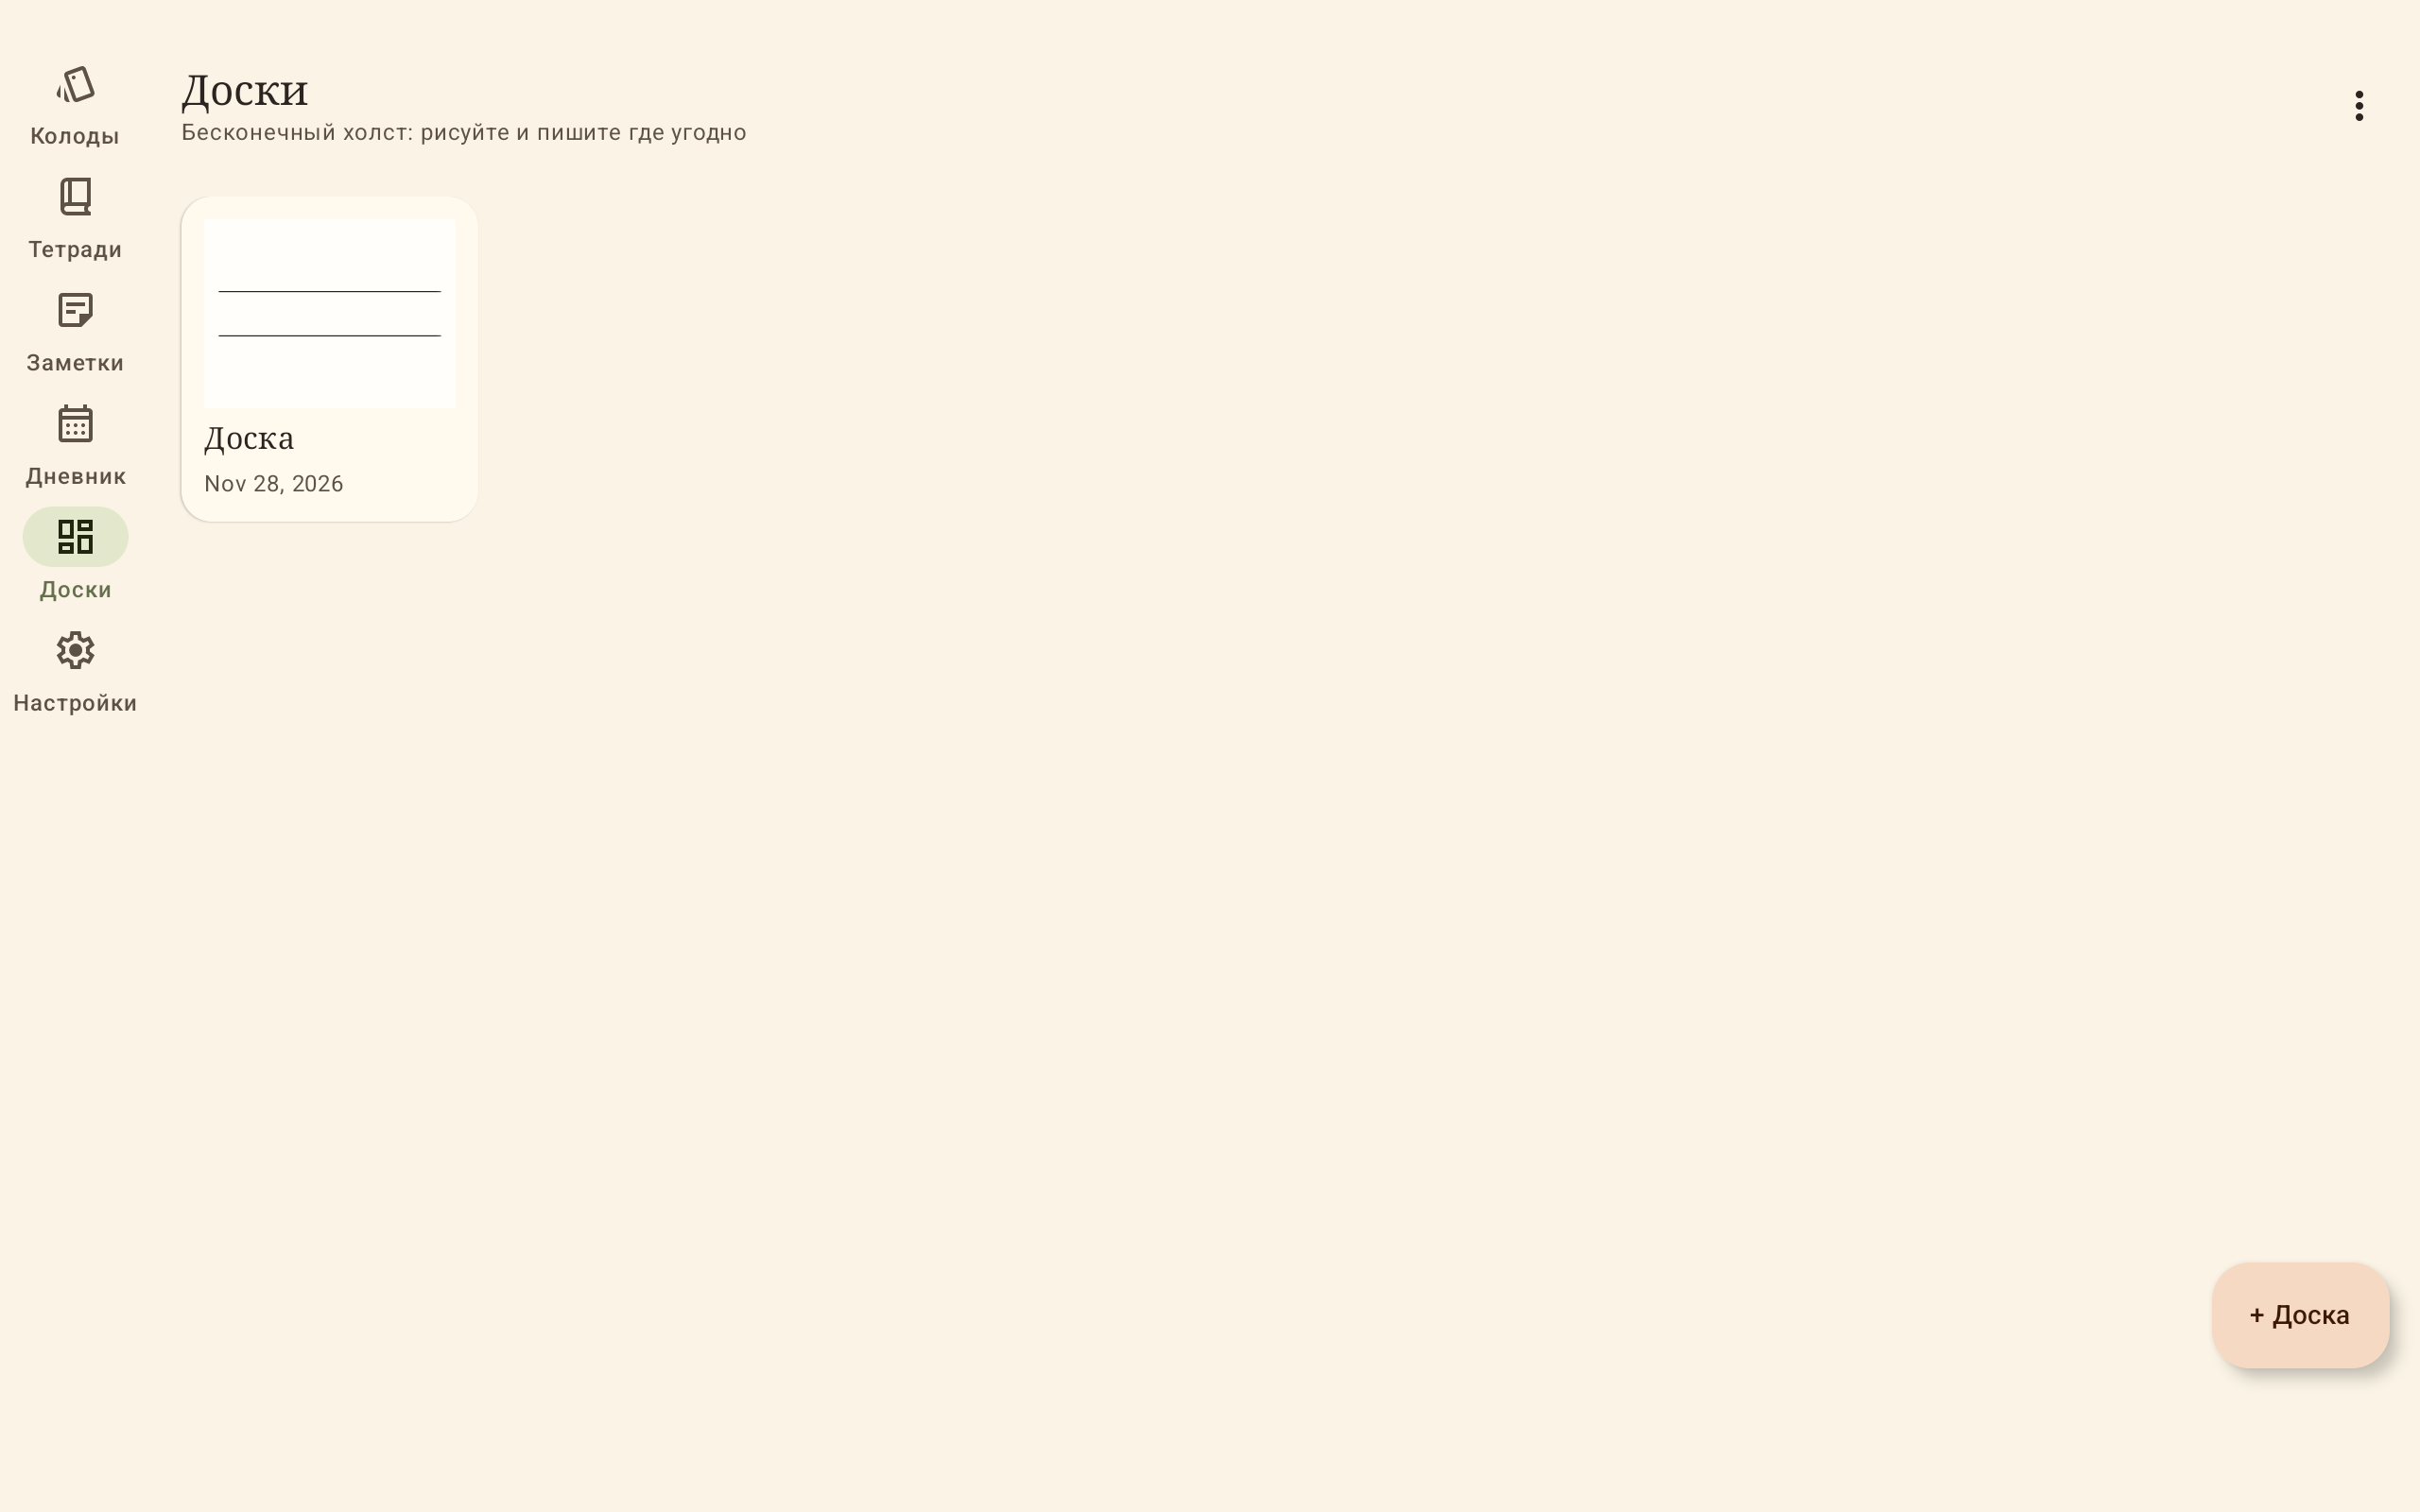 Колоды
Тетради
Заметки
Дневник
Доски
Настройки
Доски
Бесконечный холст: рисуйте и пишите где угодно
Доска
Nov 28, 2026
+ Доска